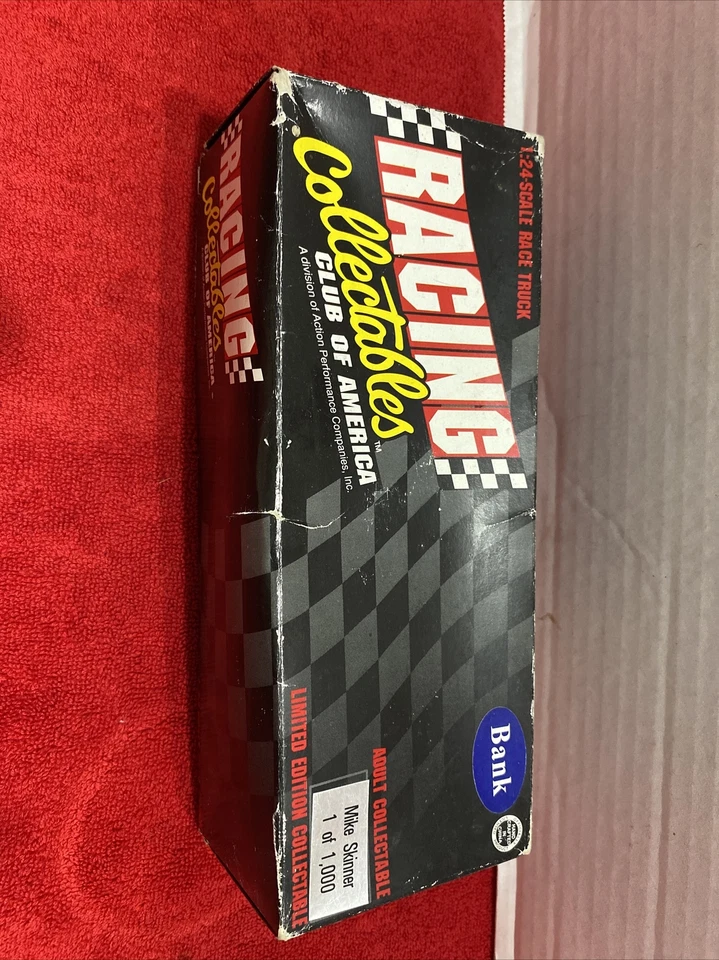 1:24-SCALE RACE TRUCK
RACING
Collectables™
CLUB OF AMERICA
A division of Action Performance Companies, Inc.
Bank
ADULT COLLECTABLE
LIMITED EDITION COLLECTABLE
Mike Skinner
1 of 1,000
RACING
Collectables
CLUB OF AMERICA